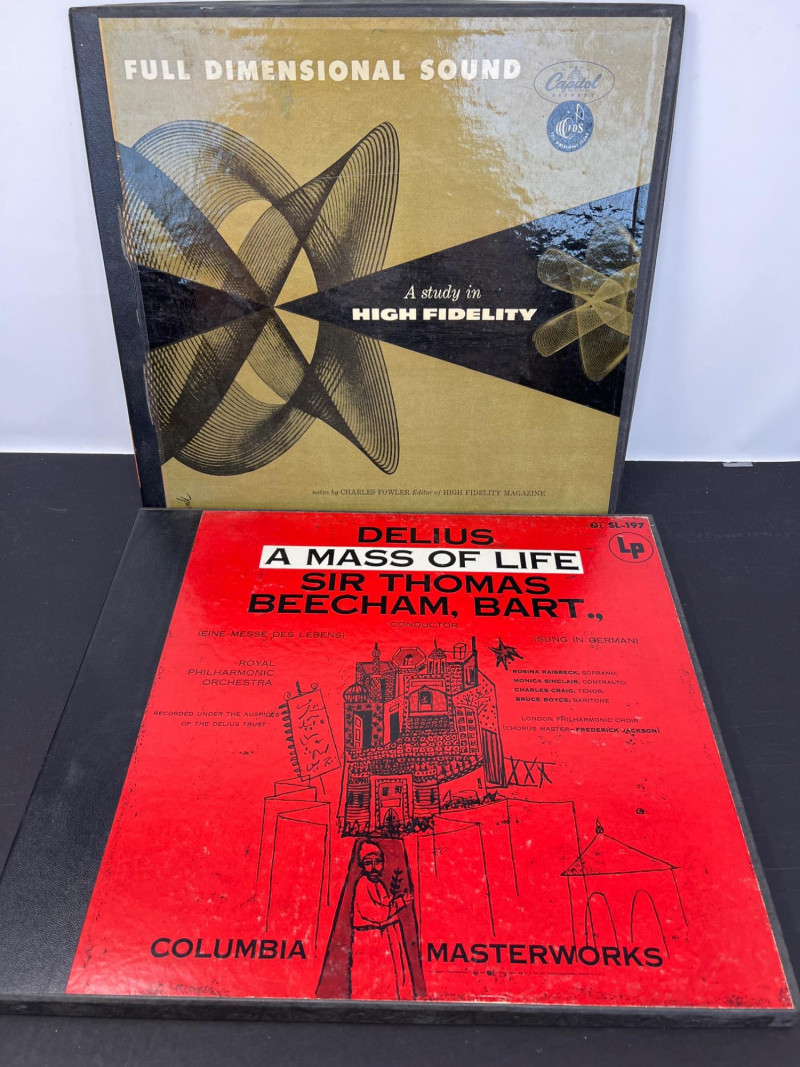 FULL DIMENSIONAL SOUND
Capitol
RECORDS
FDS
A study in
HIGH FIDELITY
notes by CHARLES FOWLER Editor of HIGH FIDELITY MAGAZINE
SL-197
Lp
DELIUS
A MASS OF LIFE
SIR THOMAS
BEECHAM, BART.,
CONDUCTOR
(EINE MESSE DES LEBENS)
(SUNG IN GERMAN)
ROYAL
PHILHARMONIC
ORCHESTRA
RECORDED UNDER THE AUSPICES
OF THE DELIUS TRUST
ROSINA RAISBECK, SOPRANO
MONICA SINCLAIR, CONTRALTO
CHARLES CRAIG, TENOR
BRUCE BOYCE, BARITONE
LONDON PHILHARMONIC CHOIR
(CHORUS MASTER—FREDERICK JACKSON)
COLUMBIA MASTERWORKS